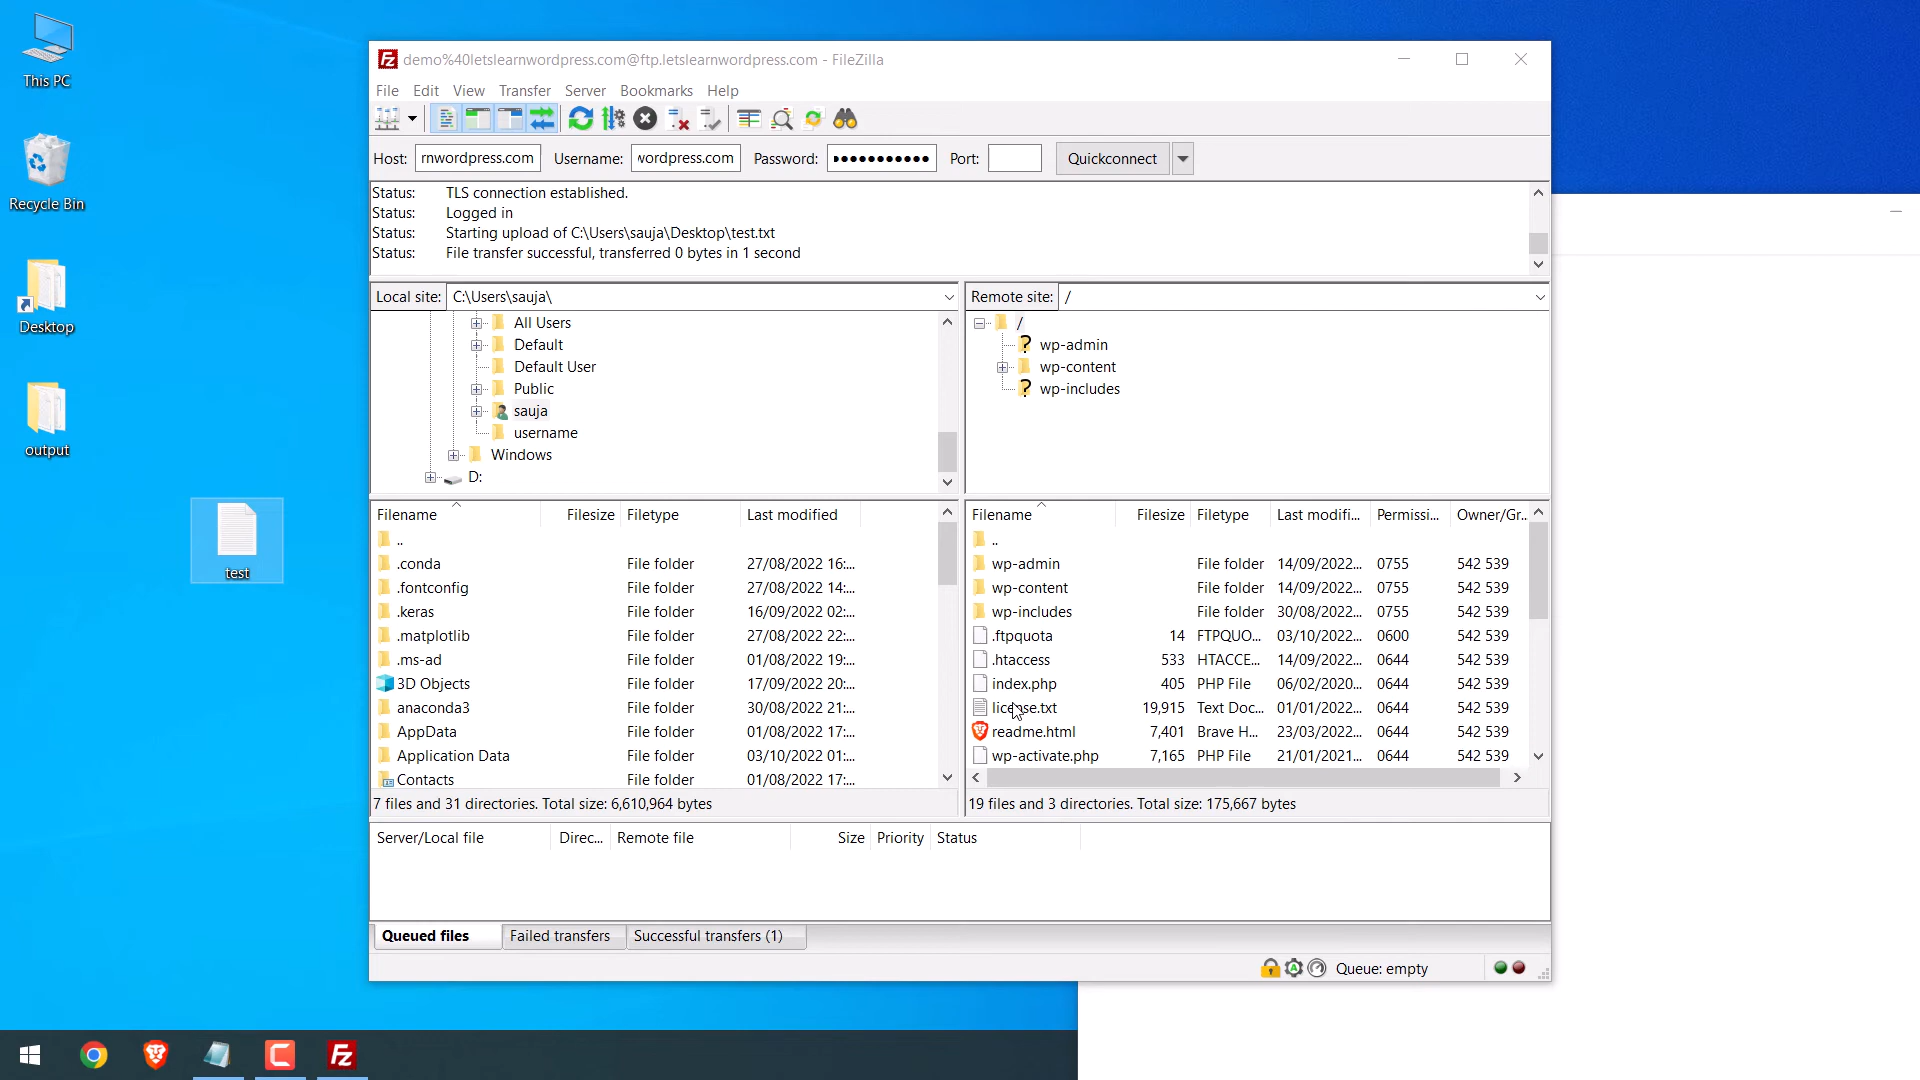 This PC
Recycle Bin
Desktop
output
test
demo%40letslearnwordpress.com@ftp.letslearnwordpress.com - FileZilla
File Edit View Transfer Server Bookmarks Help
Host: rnwordpress.com Username: wordpress.com Password: ●●●●●●●●●●● Port: Quickconnect
Status: TLS connection established.
Status: Logged in
Status: Starting upload of C:\Users\sauja\Desktop\test.txt
Status: File transfer successful, transferred 0 bytes in 1 second
Local site: C:\Users\sauja\
All Users
Default
Default User
Public
sauja
username
Windows
D:
Remote site: /
/
wp-admin
wp-content
wp-includes
Filename Filesize Filetype Last modified
..
.conda File folder 27/08/2022 16:...
.fontconfig File folder 27/08/2022 14:...
.keras File folder 16/09/2022 02:...
.matplotlib File folder 27/08/2022 22:...
.ms-ad File folder 01/08/2022 19:...
3D Objects File folder 17/09/2022 20:...
anaconda3 File folder 30/08/2022 21:...
AppData File folder 01/08/2022 17:...
Application Data File folder 03/10/2022 01:...
Contacts File folder 01/08/2022 17:...
7 files and 31 directories. Total size: 6,610,964 bytes
Filename Filesize Filetype Last modifi... Permissi... Owner/Gr...
..
wp-admin File folder 14/09/2022... 0755 542 539
wp-content File folder 14/09/2022... 0755 542 539
wp-includes File folder 30/08/2022... 0755 542 539
.ftpquota 14 FTPQUO... 03/10/2022... 0600 542 539
.htaccess 533 HTACCE... 14/09/2022... 0644 542 539
index.php 405 PHP File 06/02/2020... 0644 542 539
license.txt 19,915 Text Doc... 01/01/2022... 0644 542 539
readme.html 7,401 Brave H... 23/03/2022... 0644 542 539
wp-activate.php 7,165 PHP File 21/01/2021... 0644 542 539
19 files and 3 directories. Total size: 175,667 bytes
Server/Local file Direc... Remote file Size Priority Status
Queued files Failed transfers Successful transfers (1)
Queue: empty